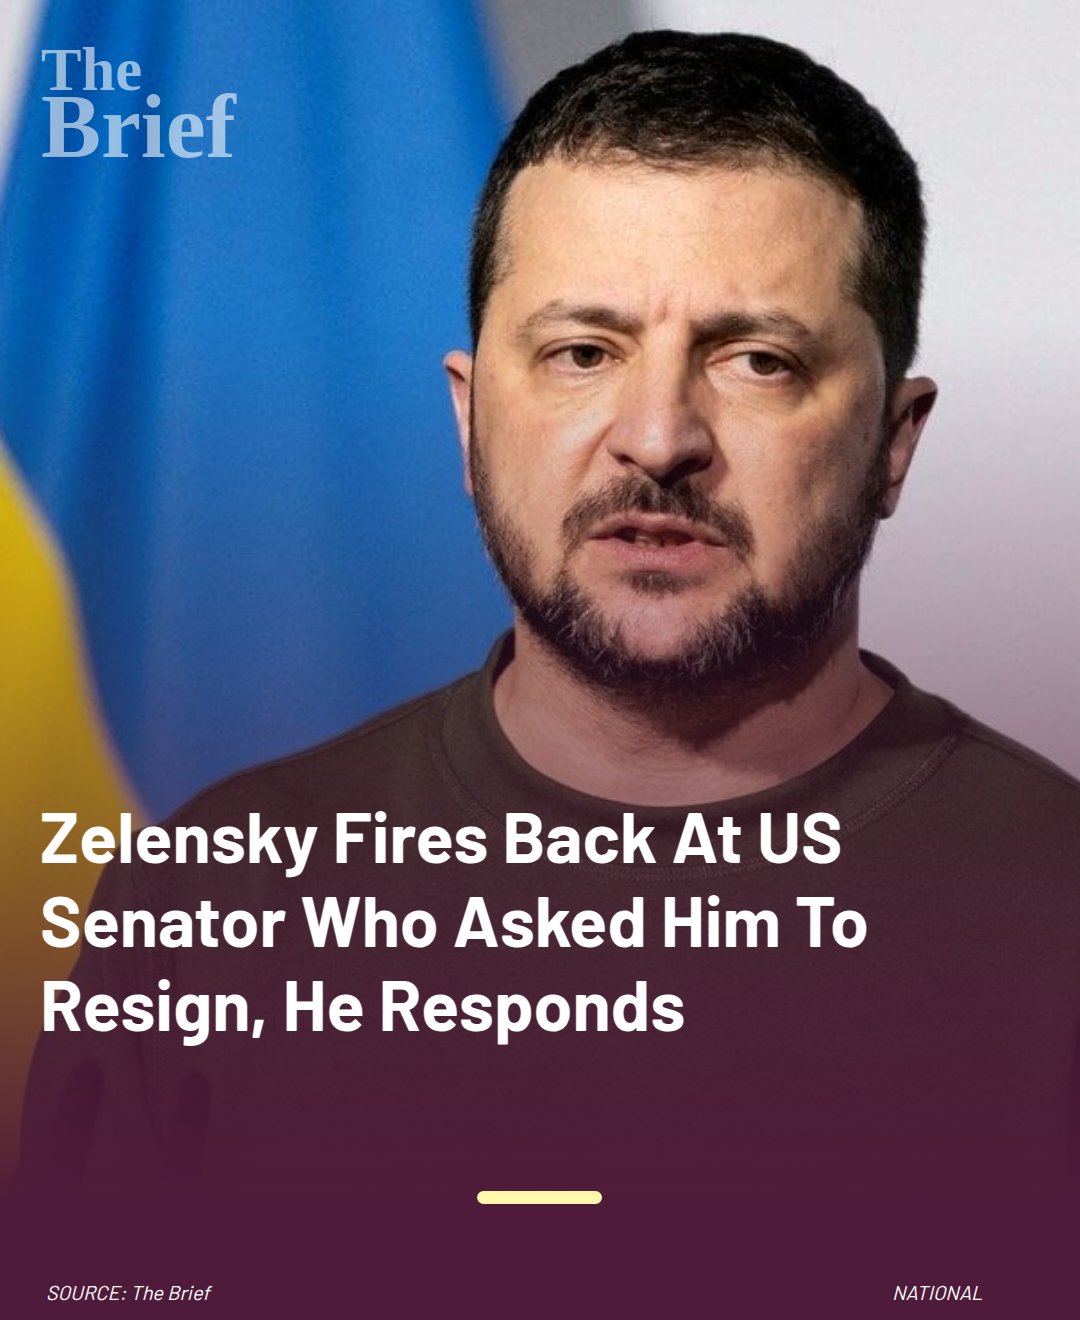 The
Brief
Zelensky Fires Back At US
Senator Who Asked Him To
Resign, He Responds
SOURCE: The Brief
NATIONAL